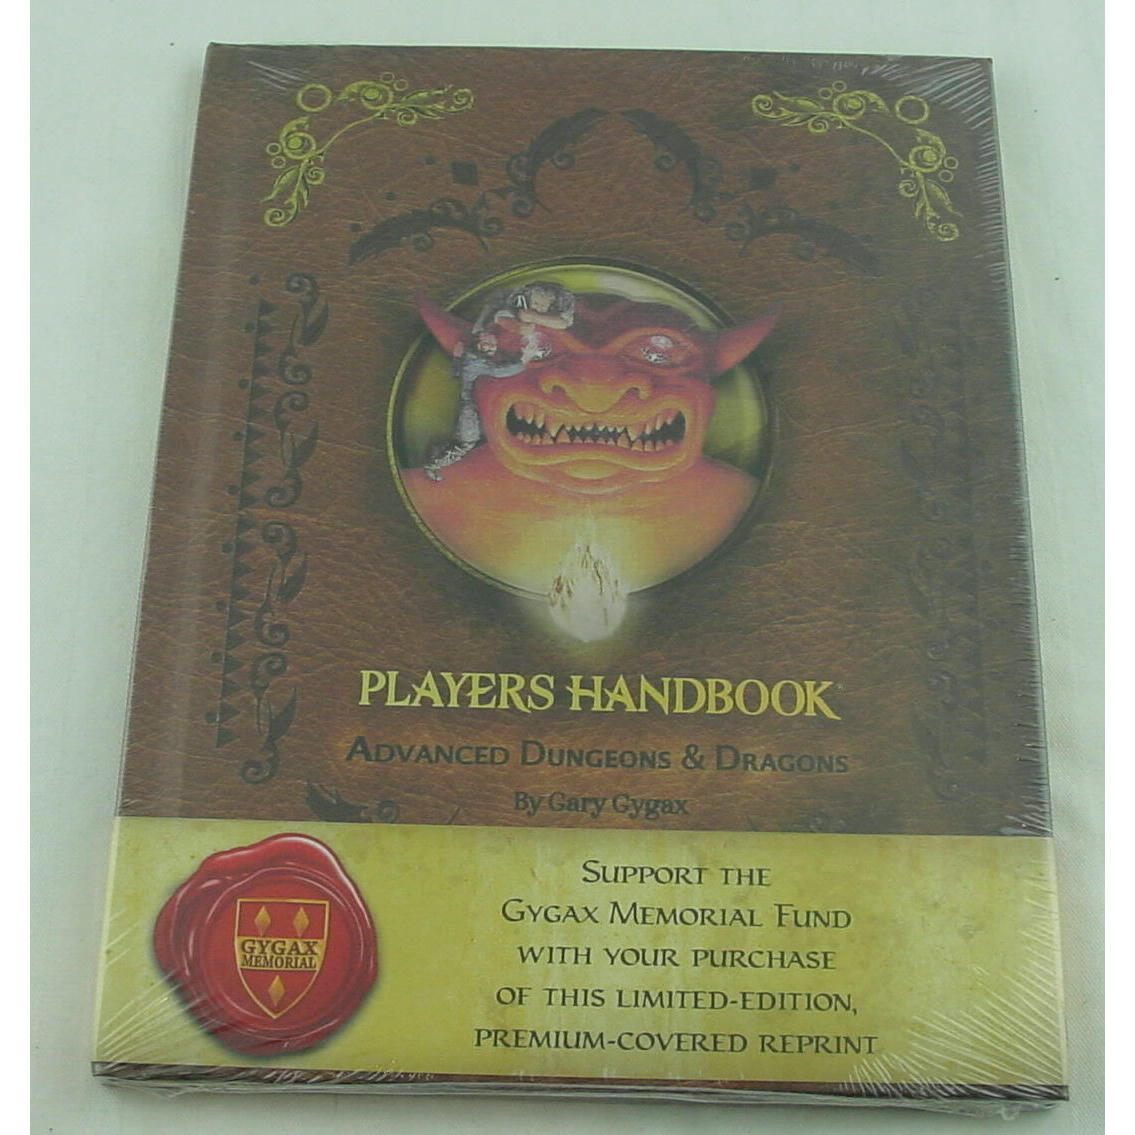 PLAYERS HANDBOOK
ADVANCED DUNGEONS & DRAGONS
By Gary Gygax
GYGAX
MEMORIAL
SUPPORT THE
GYGAX MEMORIAL FUND
WITH YOUR PURCHASE
OF THIS LIMITED-EDITION,
PREMIUM-COVERED REPRINT